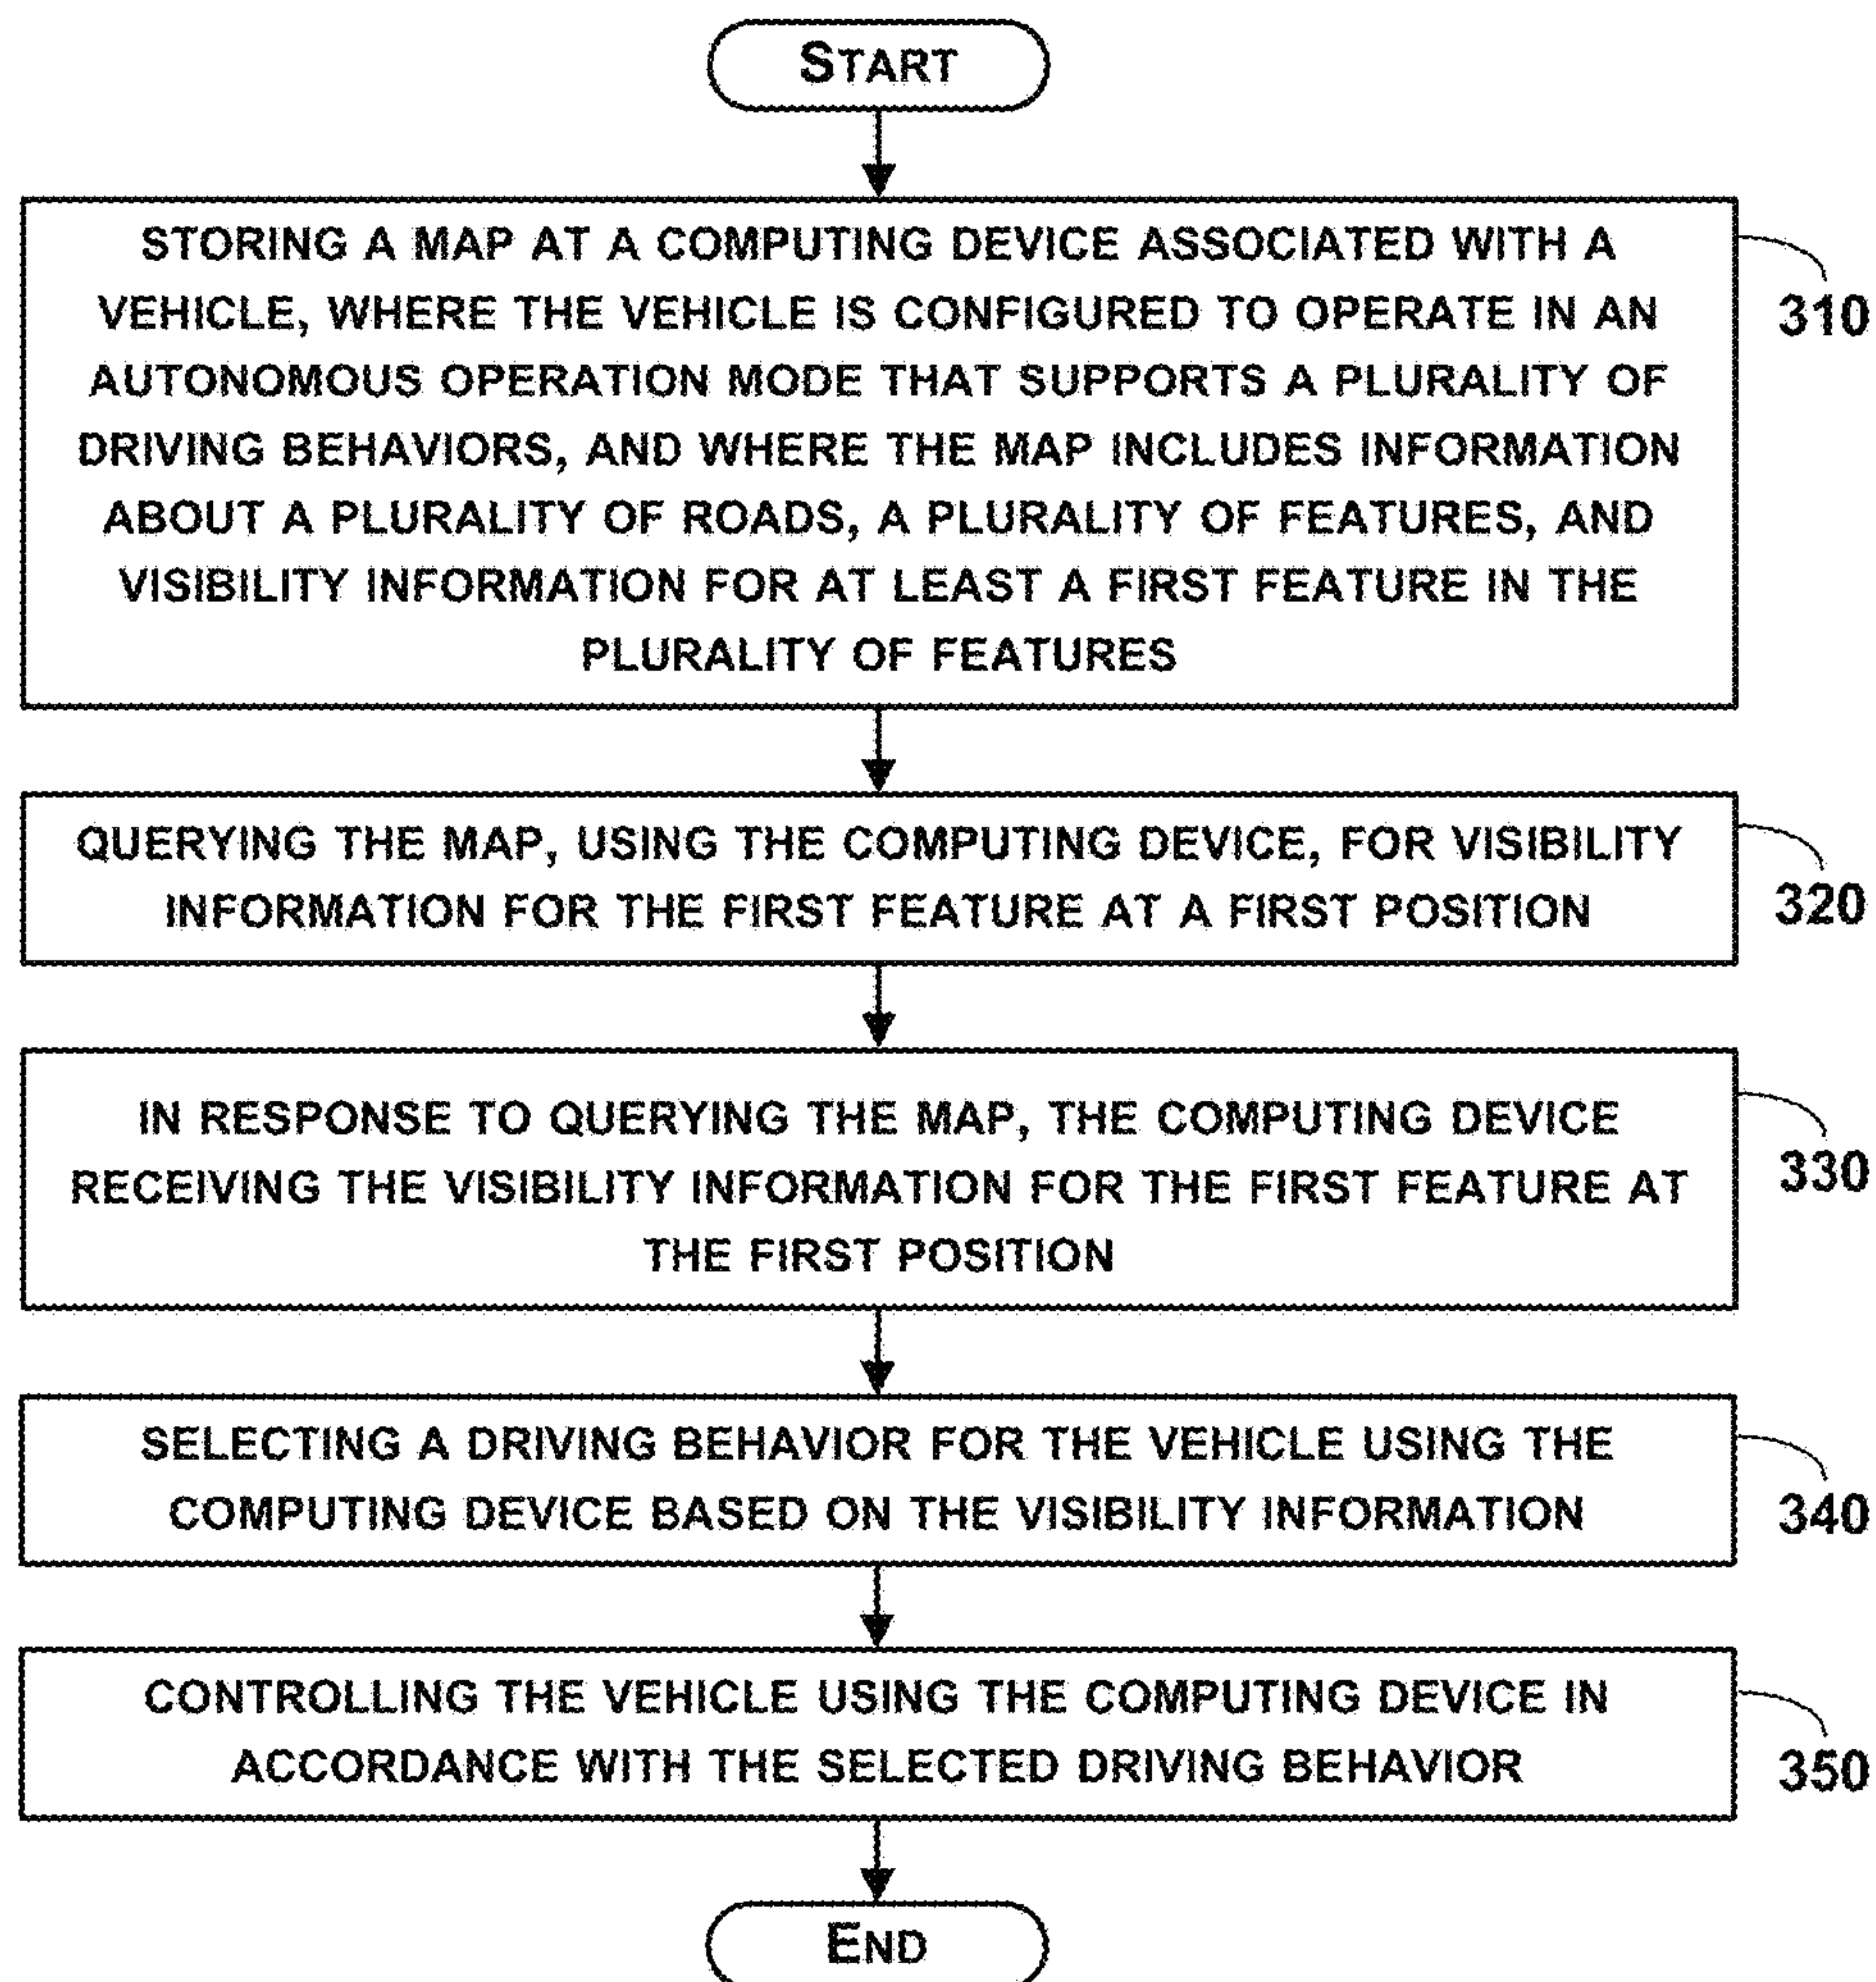 START
STORING A MAP AT A COMPUTING DEVICE ASSOCIATED WITH A
VEHICLE, WHERE THE VEHICLE IS CONFIGURED TO OPERATE IN AN
AUTONOMOUS OPERATION MODE THAT SUPPORTS A PLURALITY OF
DRIVING BEHAVIORS, AND WHERE THE MAP INCLUDES INFORMATION
ABOUT A PLURALITY OF ROADS, A PLURALITY OF FEATURES, AND
VISIBILITY INFORMATION FOR AT LEAST A FIRST FEATURE IN THE
PLURALITY OF FEATURES
310
QUERYING THE MAP, USING THE COMPUTING DEVICE, FOR VISIBILITY
INFORMATION FOR THE FIRST FEATURE AT A FIRST POSITION
320
IN RESPONSE TO QUERYING THE MAP, THE COMPUTING DEVICE
RECEIVING THE VISIBILITY INFORMATION FOR THE FIRST FEATURE AT
THE FIRST POSITION
330
SELECTING A DRIVING BEHAVIOR FOR THE VEHICLE USING THE
COMPUTING DEVICE BASED ON THE VISIBILITY INFORMATION
340
CONTROLLING THE VEHICLE USING THE COMPUTING DEVICE IN
ACCORDANCE WITH THE SELECTED DRIVING BEHAVIOR
350
END